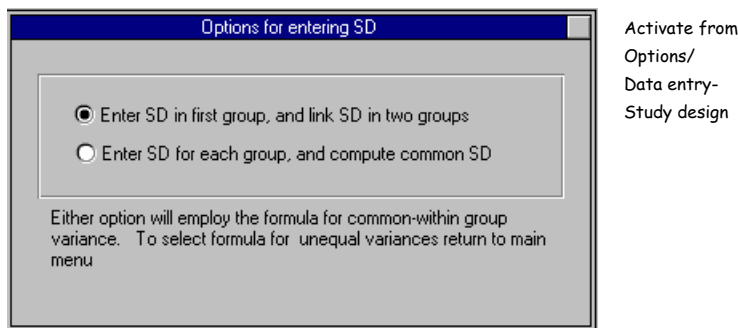 Options for entering SD
Enter SD in first group, and link SD in two groups
Enter SD for each group, and compute common SD
Either option will employ the formula for common-within group
variance. To select formula for unequal variances return to main
menu
Activate from
Options/
Data entry-
Study design